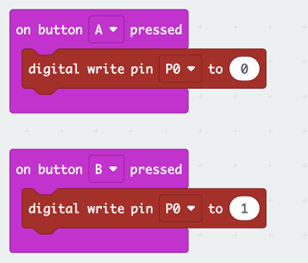 on button A pressed
digital write pin P0 to 0
on button B pressed
digital write pin P0 to 1